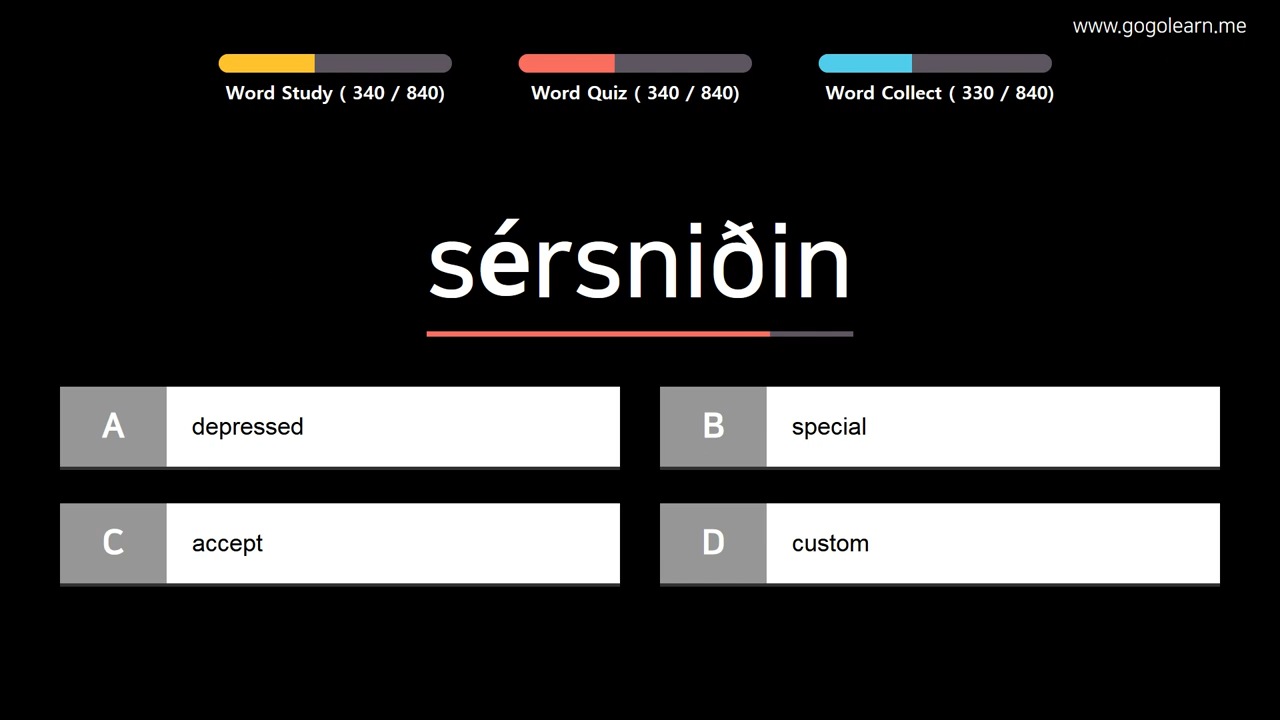 www.gogolearn.me
Word Study ( 340 / 840)
Word Quiz ( 340 / 840)
Word Collect ( 330 / 840)
sérsniðin
A depressed
B special
C accept
D custom